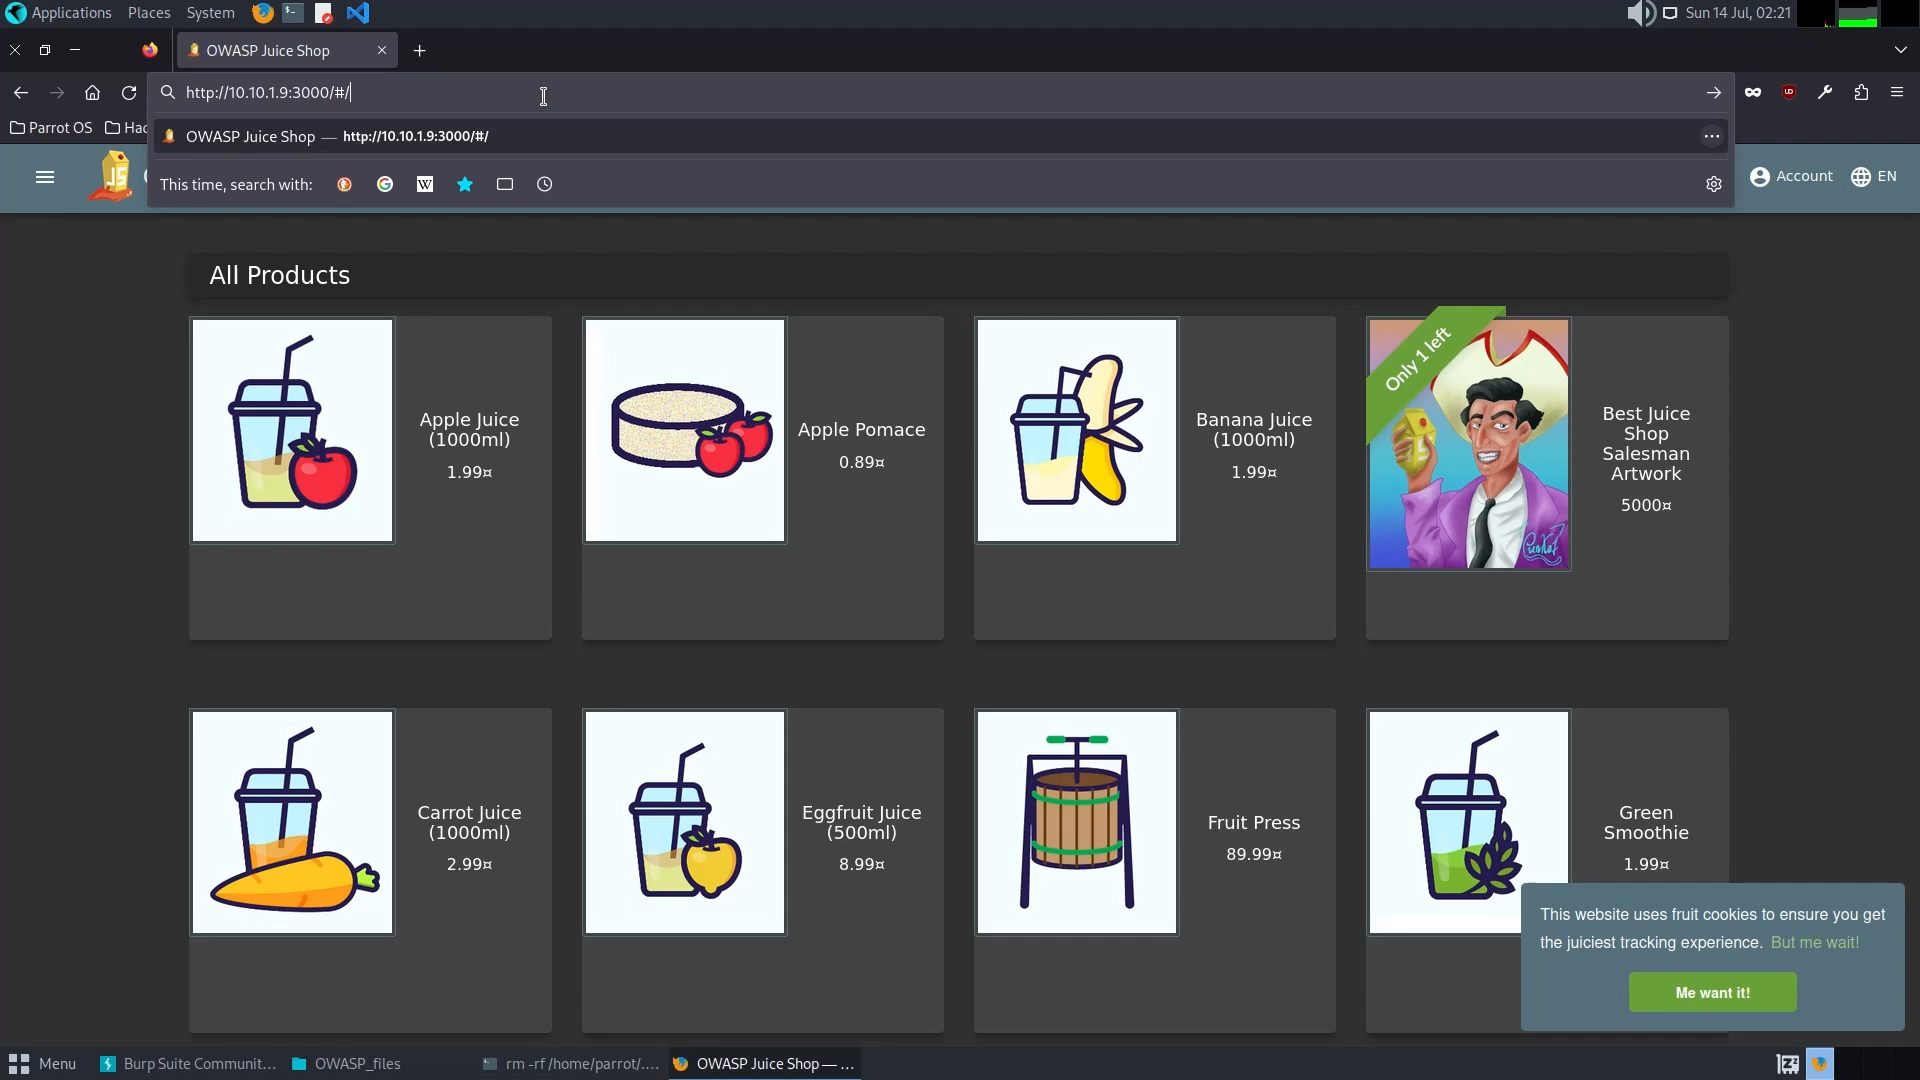 Applications Places System Sun 14 Jul, 02:21
OWASP Juice Shop
http://10.10.1.9:3000/#/
Parrot OS Hac
OWASP Juice Shop — http://10.10.1.9:3000/#/
This time, search with: G W
JS Account EN
All Products
Only 1 left
Apple Juice
(1000ml)
1.99¤
Apple Pomace
0.89¤
Banana Juice
(1000ml)
1.99¤
Best Juice
Shop
Salesman
Artwork
5000¤
Carrot Juice
(1000ml)
2.99¤
Eggfruit Juice
(500ml)
8.99¤
Fruit Press
89.99¤
Green
Smoothie
1.99¤
This website uses fruit cookies to ensure you get
the juiciest tracking experience. But me wait!
Me want it!
Menu Burp Suite Communit... OWASP_files rm -rf /home/parrot/.... OWASP Juice Shop — ...